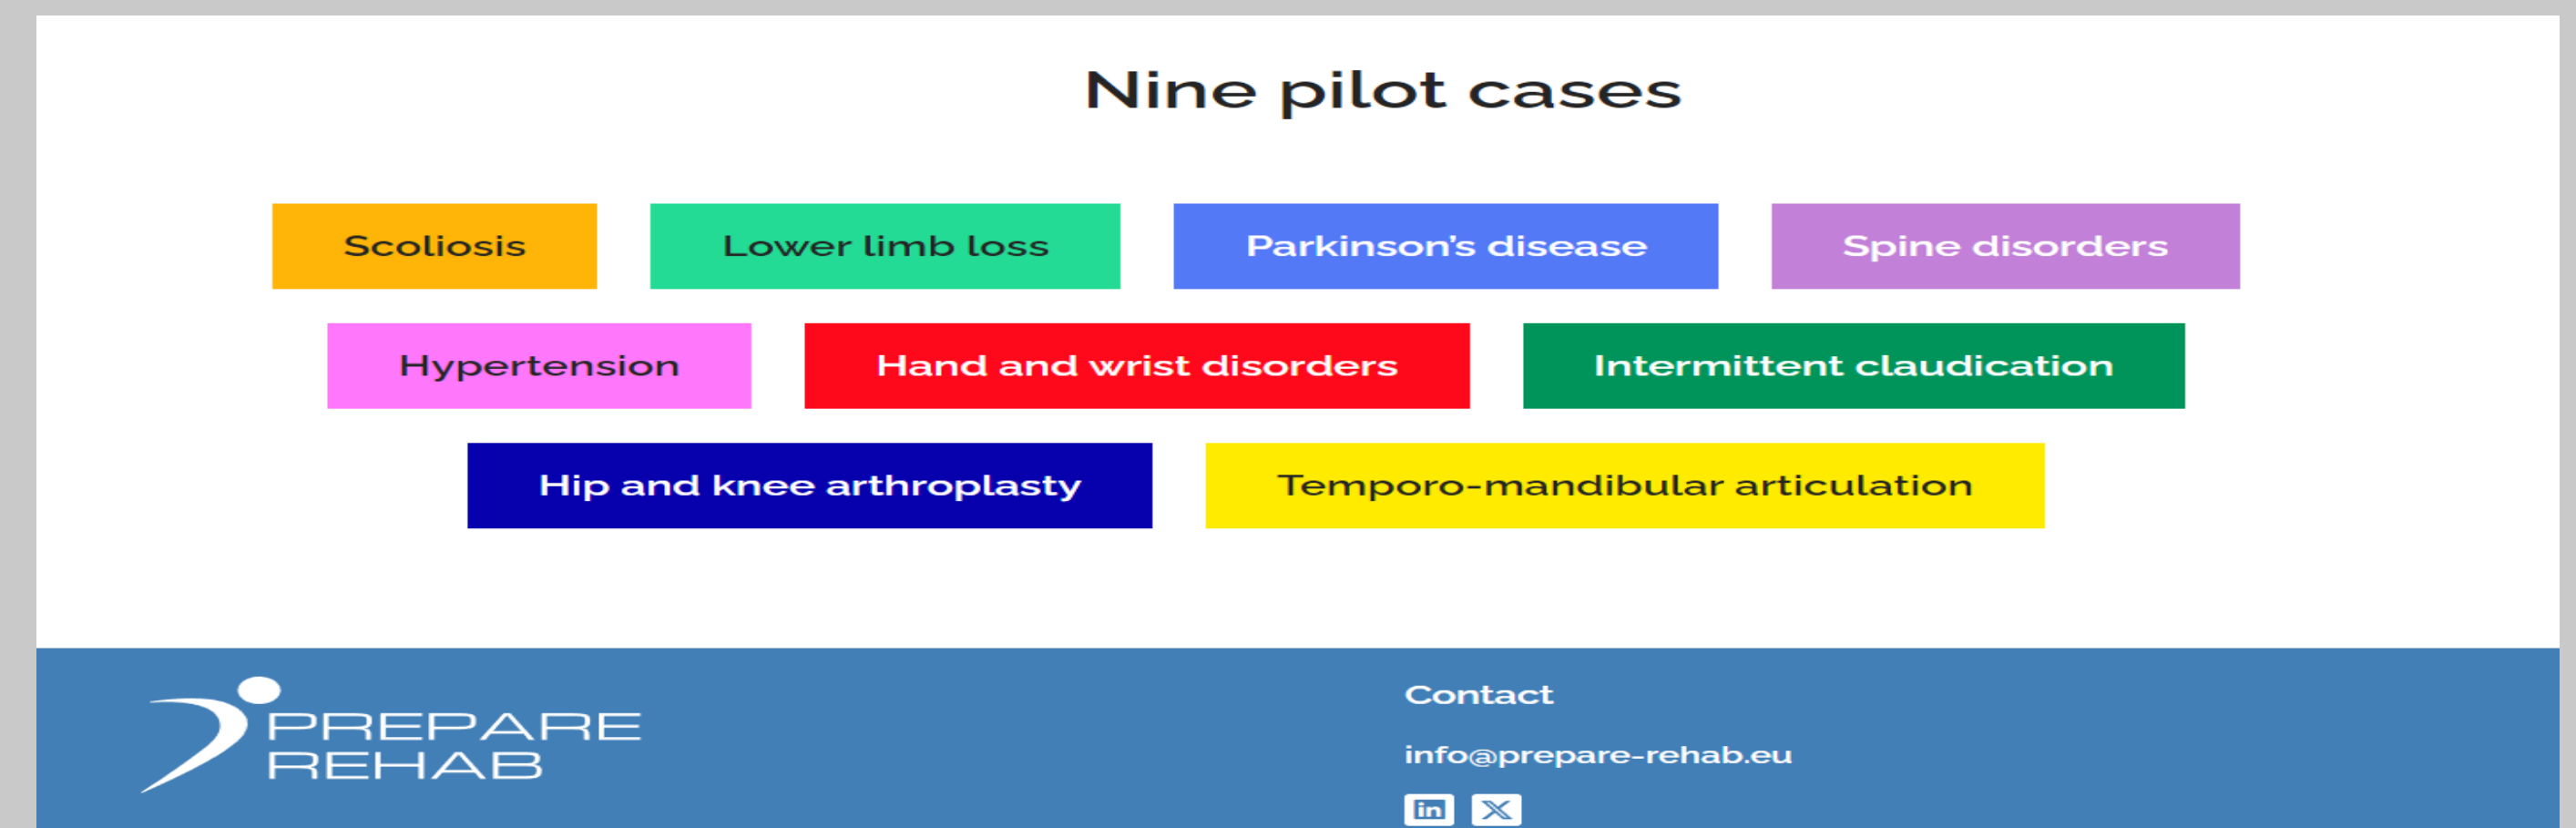 Nine pilot cases
Scoliosis
Lower limb loss
Parkinson's disease
Spine disorders
Hypertension
Hand and wrist disorders
Intermittent claudication
Hip and knee arthroplasty
Temporo-mandibular articulation
PREPARE
REHAB
Contact
info@prepare-rehab.eu
in X